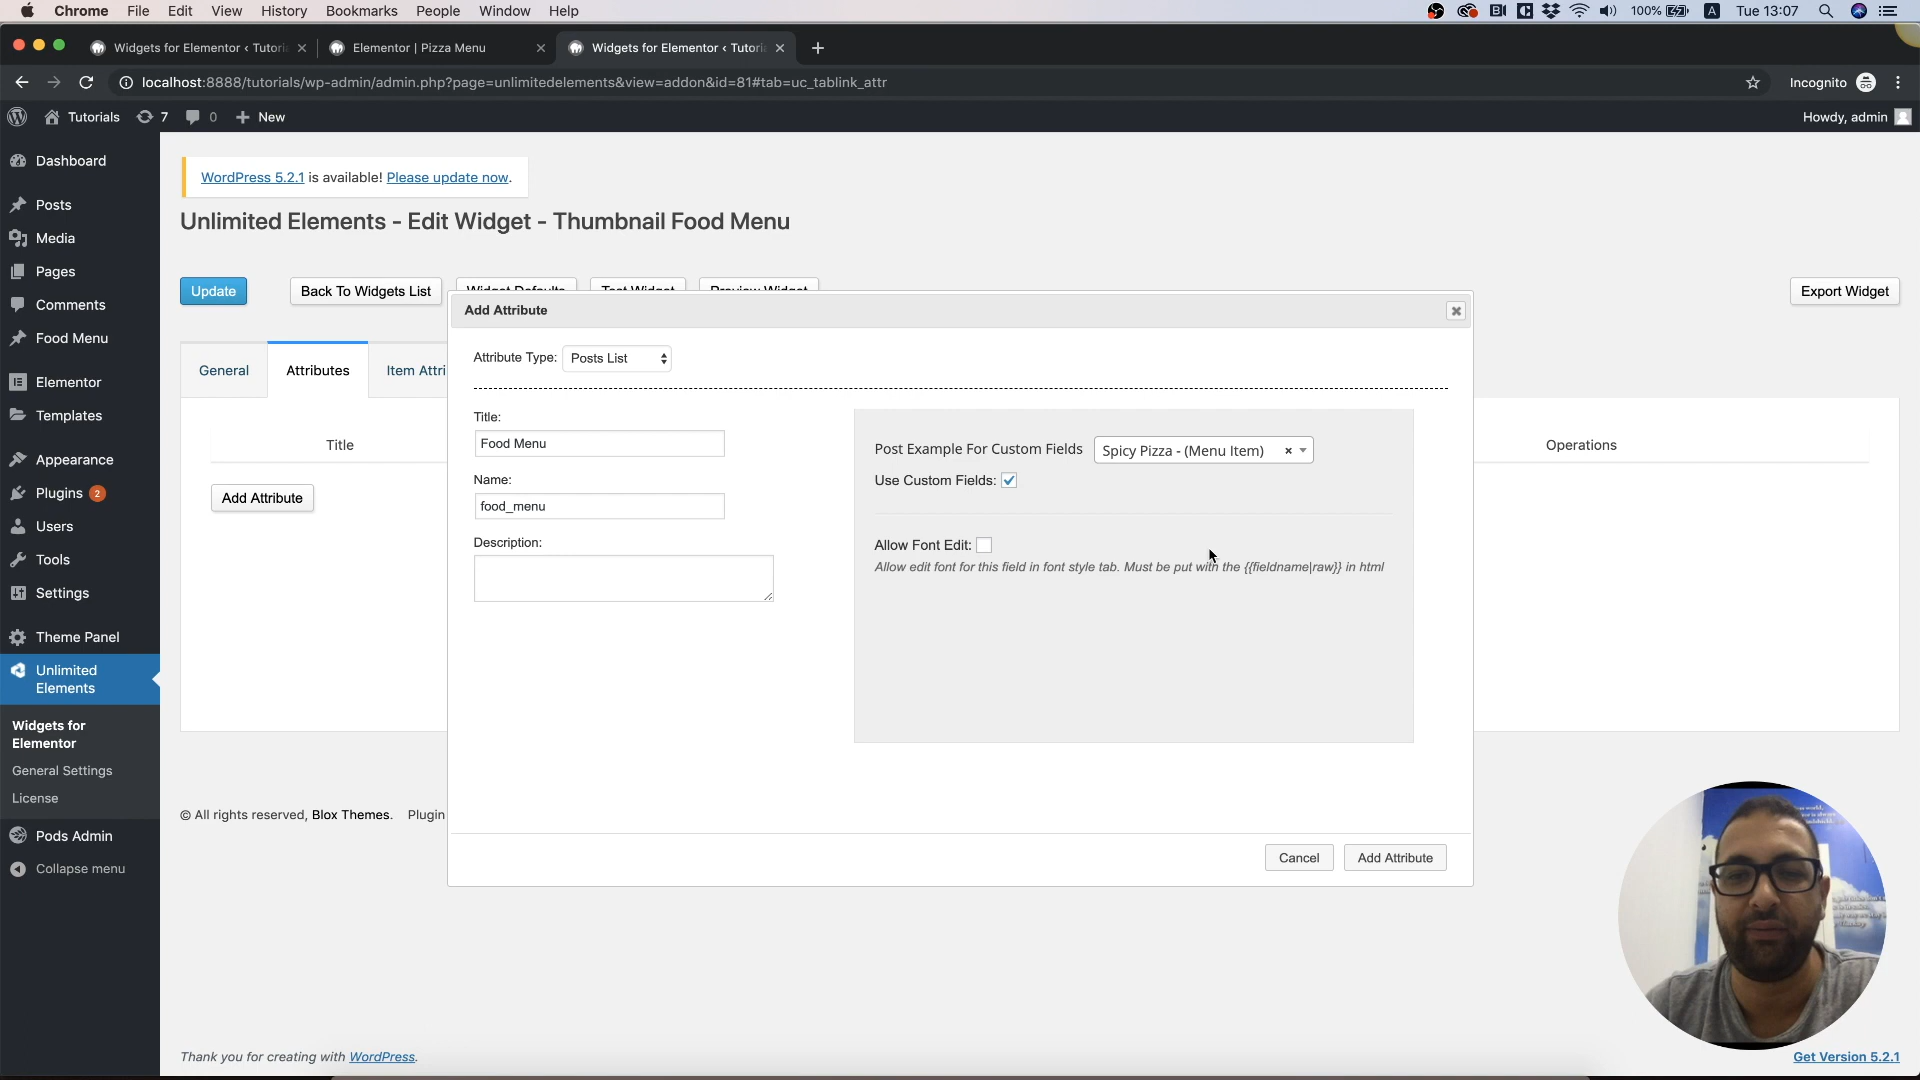 Chrome File Edit View History Bookmarks People Window Help 100% A Tue 13:07
Widgets for Elementor ‹ Tutori Elementor | Pizza Menu Widgets for Elementor ‹ Tutori
localhost:8888/tutorials/wp-admin/admin.php?page=unlimitedelements&view=addon&id=81#tab=uc_tablink_attr Incognito
Tutorials 7 0 New Howdy, admin
Dashboard
Posts
Media
Pages
Comments
Food Menu
Elementor
Templates
Appearance
Plugins 2
Users
Tools
Settings
Theme Panel
Unlimited
Elements
Widgets for
Elementor
General Settings
License
Pods Admin
Collapse menu
WordPress 5.2.1 is available! Please update now.
Unlimited Elements - Edit Widget - Thumbnail Food Menu
Update Back To Widgets List Widget Defaults Test Widget Preview Widget Export Widget
General Attributes Item Attri
Title Operations
Add Attribute
Add Attribute
Attribute Type: Posts List
Title:
Food Menu
Name:
food_menu
Description:
Post Example For Custom Fields Spicy Pizza - (Menu Item)
Use Custom Fields:
Allow Font Edit:
Allow edit font for this field in font style tab. Must be put with the {{fieldname|raw}} in html
Cancel Add Attribute
© All rights reserved, Blox Themes. Plugin
Thank you for creating with WordPress.
Get Version 5.2.1